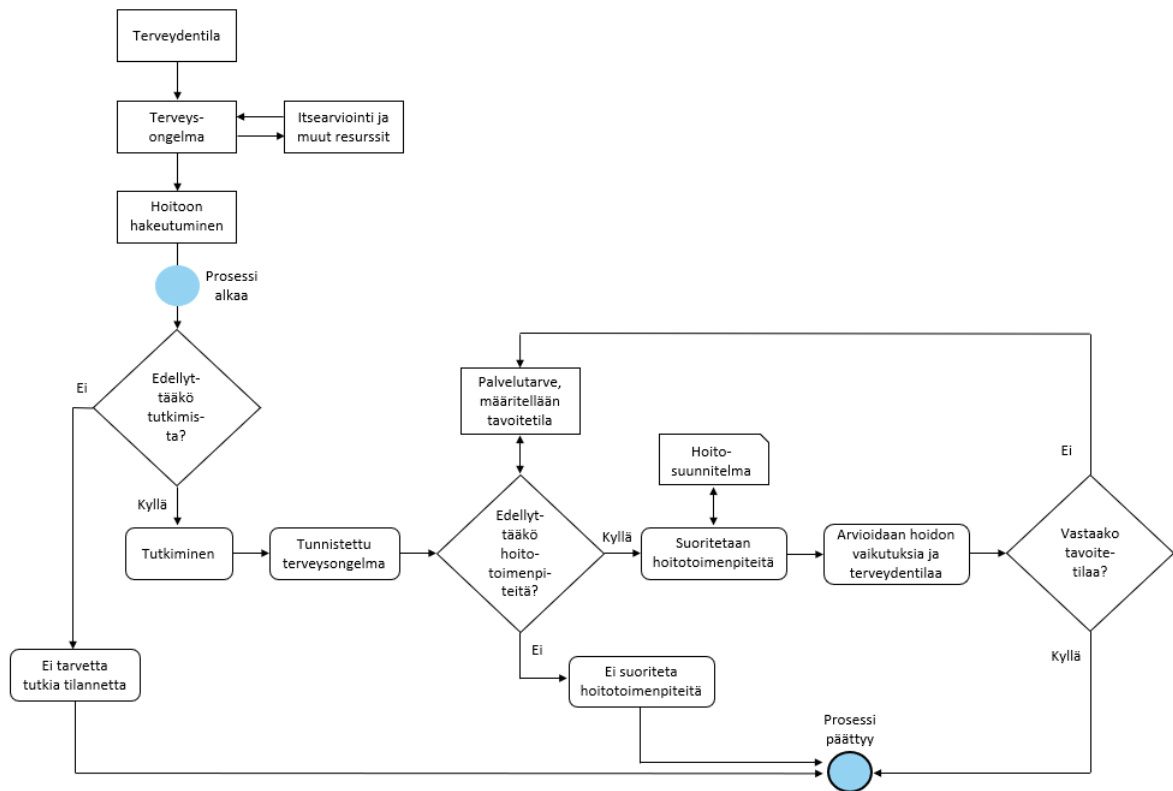 Terveydentila
Terveys-
ongelma
Itsearviointi ja
muut resurssit
Hoitoon
hakeutuminen
Prosessi
alkaa
Edellyt-
tääkö
tutkimis-
ta?
Ei
Kyllä
Tutkiminen
Tunnistettu
terveysongelma
Palvelutarve,
määritellään
tavoitetila
Edellyt-
tääkö
hoito-
toimenpi-
teitä?
Kyllä
Hoito-
suunnitelma
Suoritetaan
hoitotoimenpiteitä
Arvioidaan hoidon
vaikutuksia ja
terveydentilaa
Vastaako
tavoite-
tilaa?
Ei
Kyllä
Ei
Ei suoriteta
hoitotoimenpiteitä
Ei tarvetta
tutkia tilannetta
Prosessi
päättyy